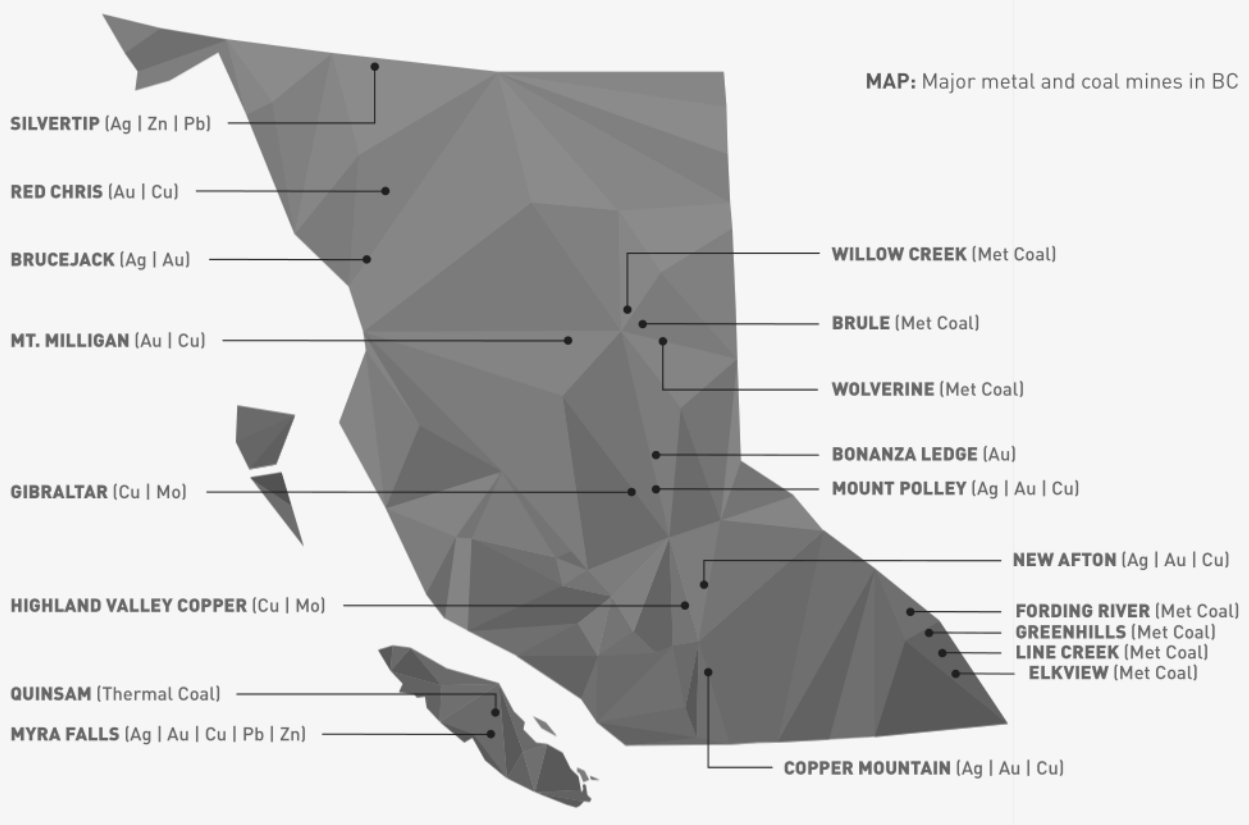 MAP: Major metal and coal mines in BC
SILVERTIP (Ag | Zn | Pb)
RED CHRIS (Au | Cu)
BRUCEJACK (Ag | Au)
MT. MILLIGAN (Au | Cu)
GIBRALTAR (Cu | Mo)
HIGHLAND VALLEY COPPER (Cu | Mo)
QUINSAM (Thermal Coal)
MYRA FALLS (Ag | Au | Cu | Pb | Zn)
WILLOW CREEK (Met Coal)
BRULE (Met Coal)
WOLVERINE (Met Coal)
BONANZA LEDGE (Au)
MOUNT POLLEY (Ag | Au | Cu)
NEW AFTON (Ag | Au | Cu)
FORDING RIVER (Met Coal)
GREENHILLS (Met Coal)
LINE CREEK (Met Coal)
ELKVIEW (Met Coal)
COPPER MOUNTAIN (Ag | Au | Cu)